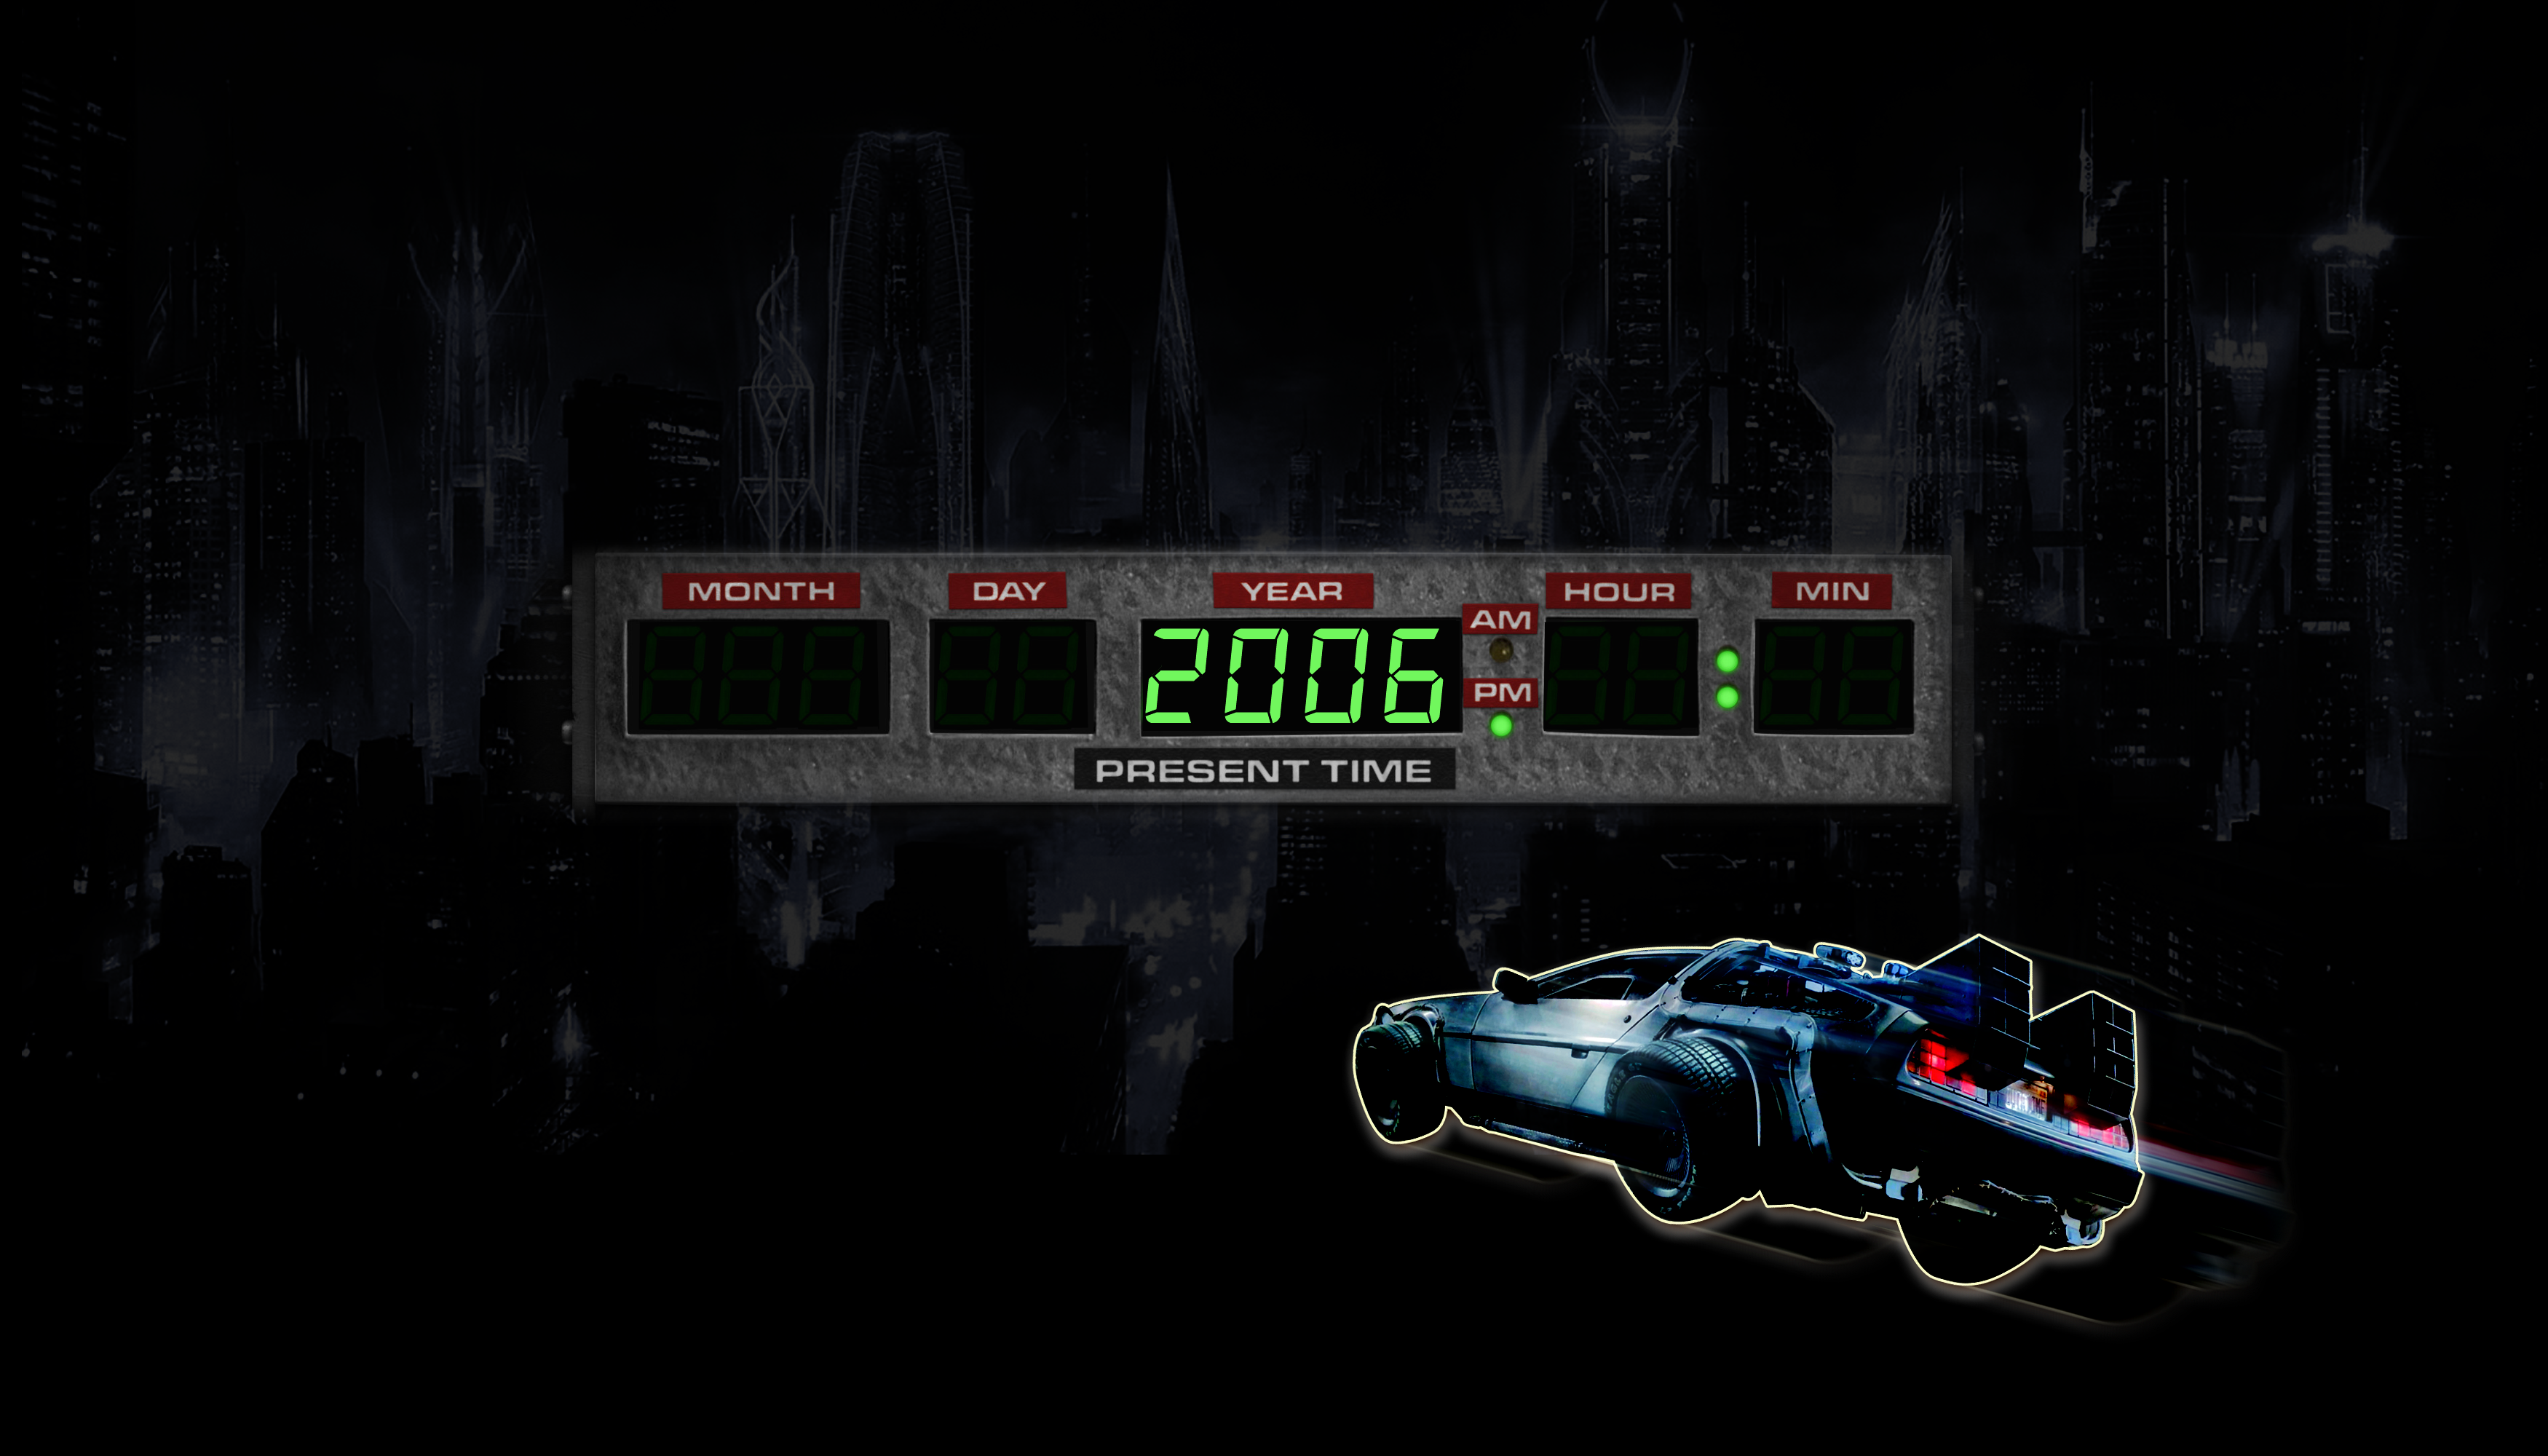 MONTH DAY YEAR HOUR MIN
AM
2006
PM
PRESENT TIME